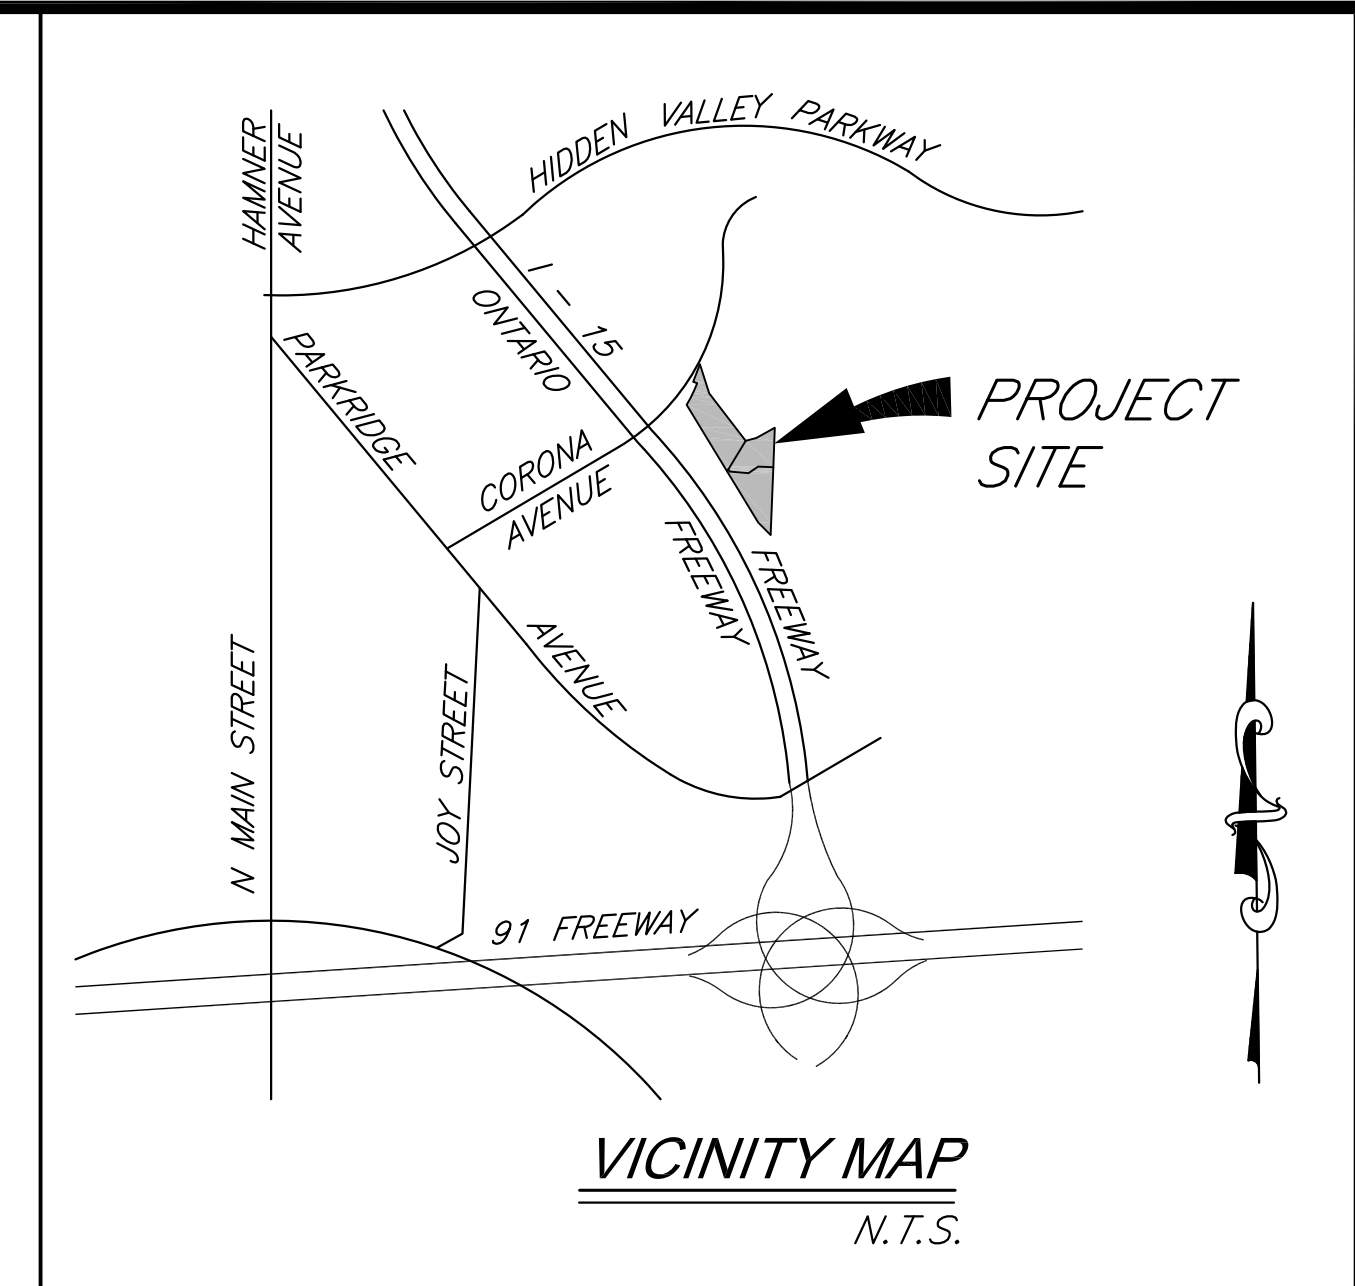 HIDDEN VALLEY PARKWAY
HAMNER
AVENUE
I-15
ONTARIO
PARKRIDGE
PROJECT
SITE
CORONA
AVENUE
FREEWAY
FREEWAY
AVENUE
N MAIN STREET
JOY STREET
91 FREEWAY
VICINITY MAP
N.T.S.